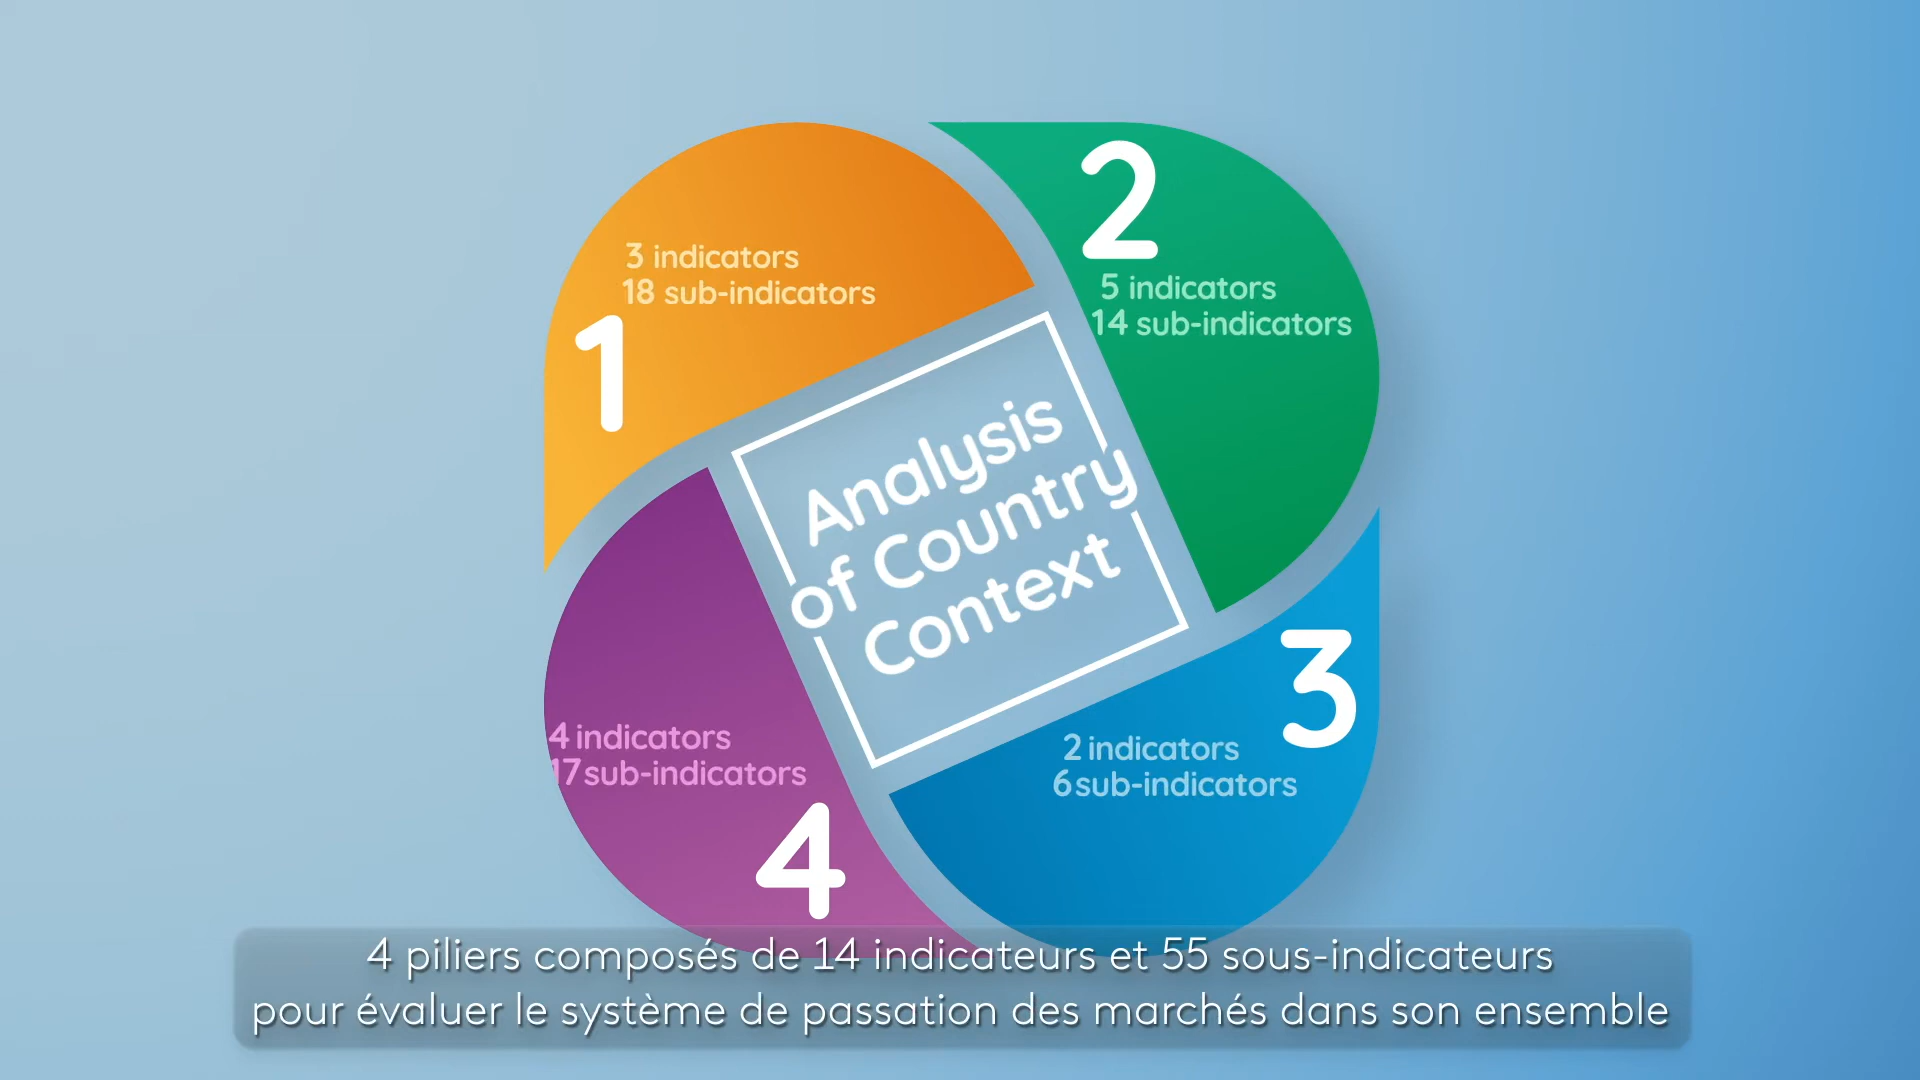 1
3 indicators
18 sub-indicators
2
5 indicators
14 sub-indicators
Analysis
of Country
Context
3
2 indicators
6 sub-indicators
4 indicators
17 sub-indicators
4
4 piliers composés de 14 indicateurs et 55 sous-indicateurs
pour évaluer le système de passation des marchés dans son ensemble